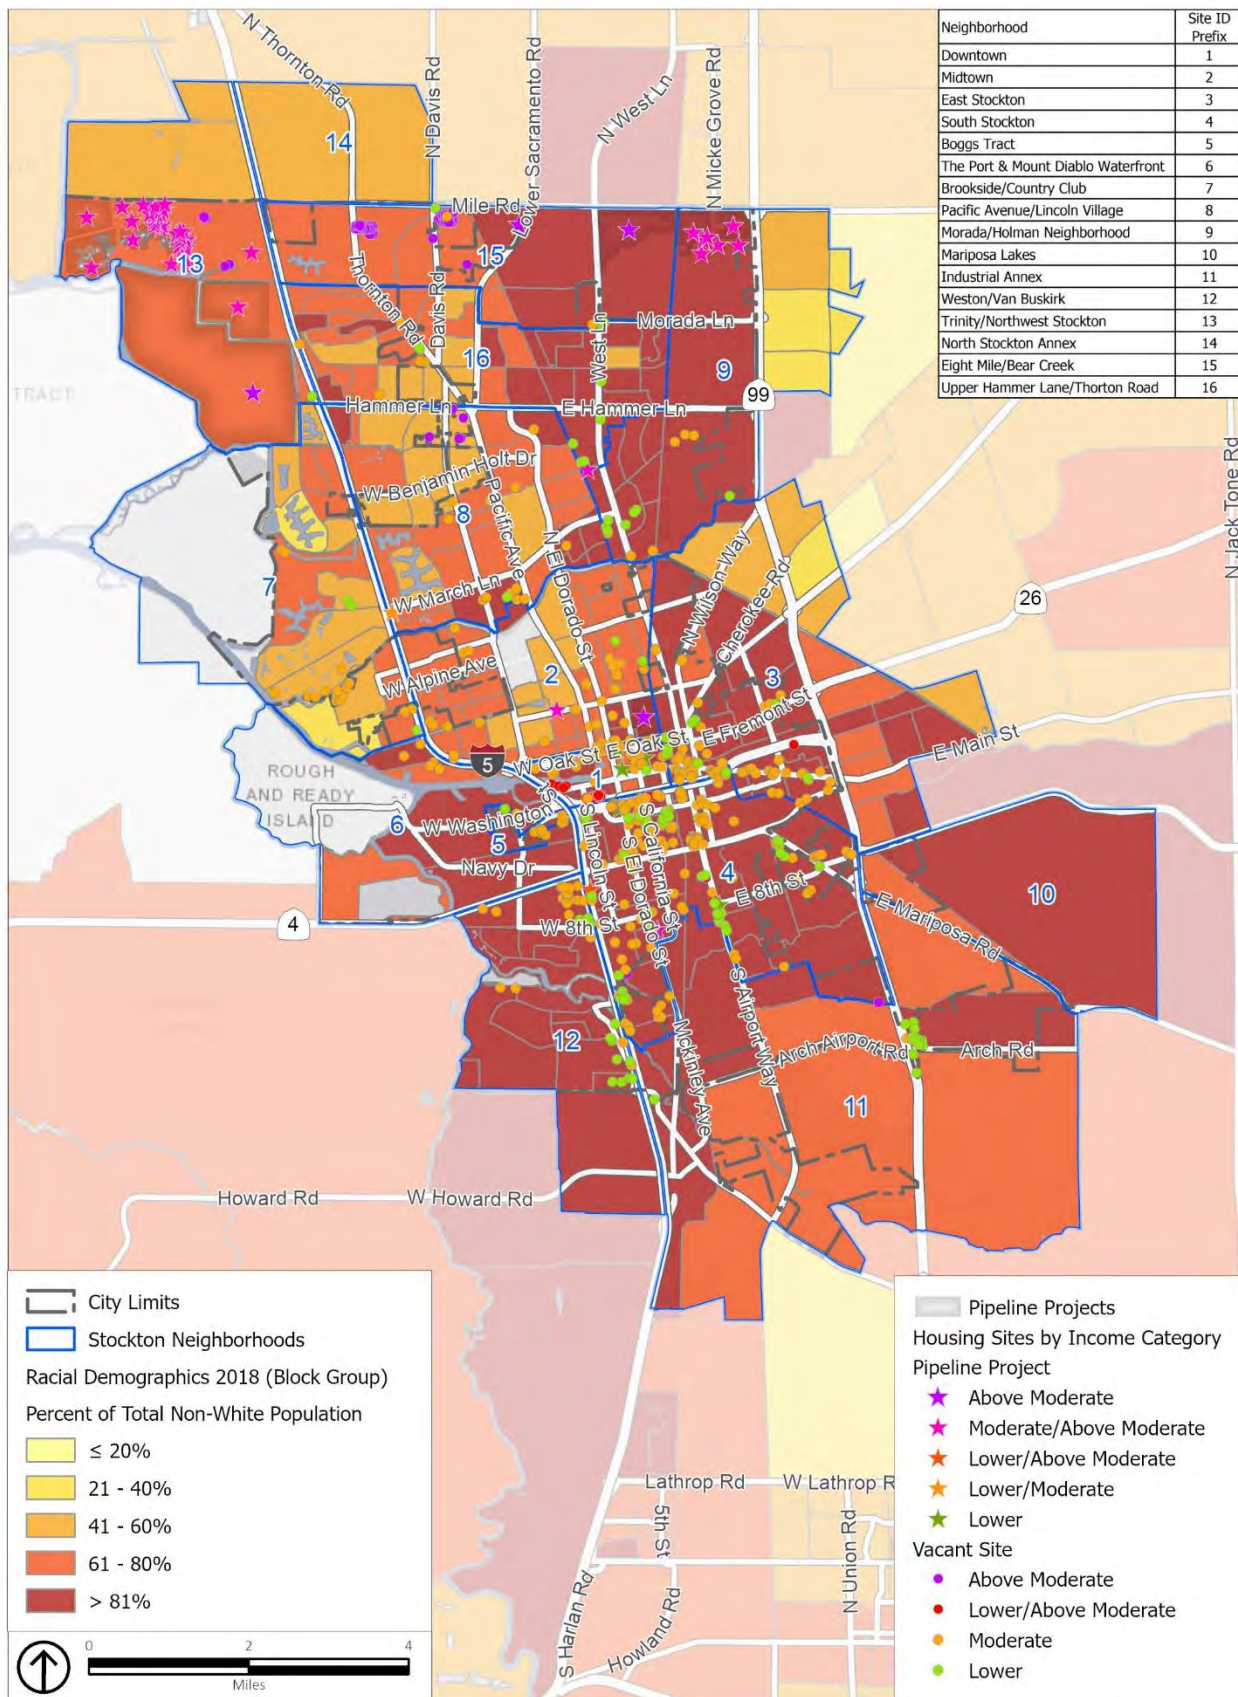 Neighborhood Site ID Prefix
Downtown 1
Midtown 2
East Stockton 3
South Stockton 4
Boggs Tract 5
The Port & Mount Diablo Waterfront 6
Brookside/Country Club 7
Pacific Avenue/Lincoln Village 8
Morada/Holman Neighborhood 9
Mariposa Lakes 10
Industrial Annex 11
Weston/Van Buskirk 12
Trinity/Northwest Stockton 13
North Stockton Annex 14
Eight Mile/Bear Creek 15
Upper Hammer Lane/Thorton Road 16
N Thornton Rd
N Davis Rd
Lower Sacramento Rd
N West Ln
N Micke Grove Rd
14
Mile Rd
13
15
Thornton Rd
Davis Rd
West Ln
Morada Ln
16
9
99
TRACT
Hammer Ln
E Hammer Ln
N Jack Tone Rd
W Benjamin Holt Dr
8
Pacific Ave
N El Dorado St
N Wilson Way
Cherokee Rd
7
W March Ln
26
W Alpine Ave
2
3
E Fremont St
E Main St
W Oak St
E Oak St
5
ROUGH
AND READY
ISLAND
1
6
W Washington St
5
Navy Dr
S Lincoln St
S El Dorado St
S California St
4
E 8th St
10
4
W 8th St
E Mariposa Rd
S Airport Way
12
Mckinley Ave
Arch Airport Rd
Arch Rd
11
Howard Rd
W Howard Rd
Lathrop Rd
W Lathrop R
5th St
N Union Rd
S Harlan Rd
Howland Rd
City Limits
Stockton Neighborhoods
Racial Demographics 2018 (Block Group)
Percent of Total Non-White Population
≤ 20%
21 - 40%
41 - 60%
61 - 80%
> 81%
0 2 4
Miles
Pipeline Projects
Housing Sites by Income Category
Pipeline Project
Above Moderate
Moderate/Above Moderate
Lower/Above Moderate
Lower/Moderate
Lower
Vacant Site
Above Moderate
Lower/Above Moderate
Moderate
Lower